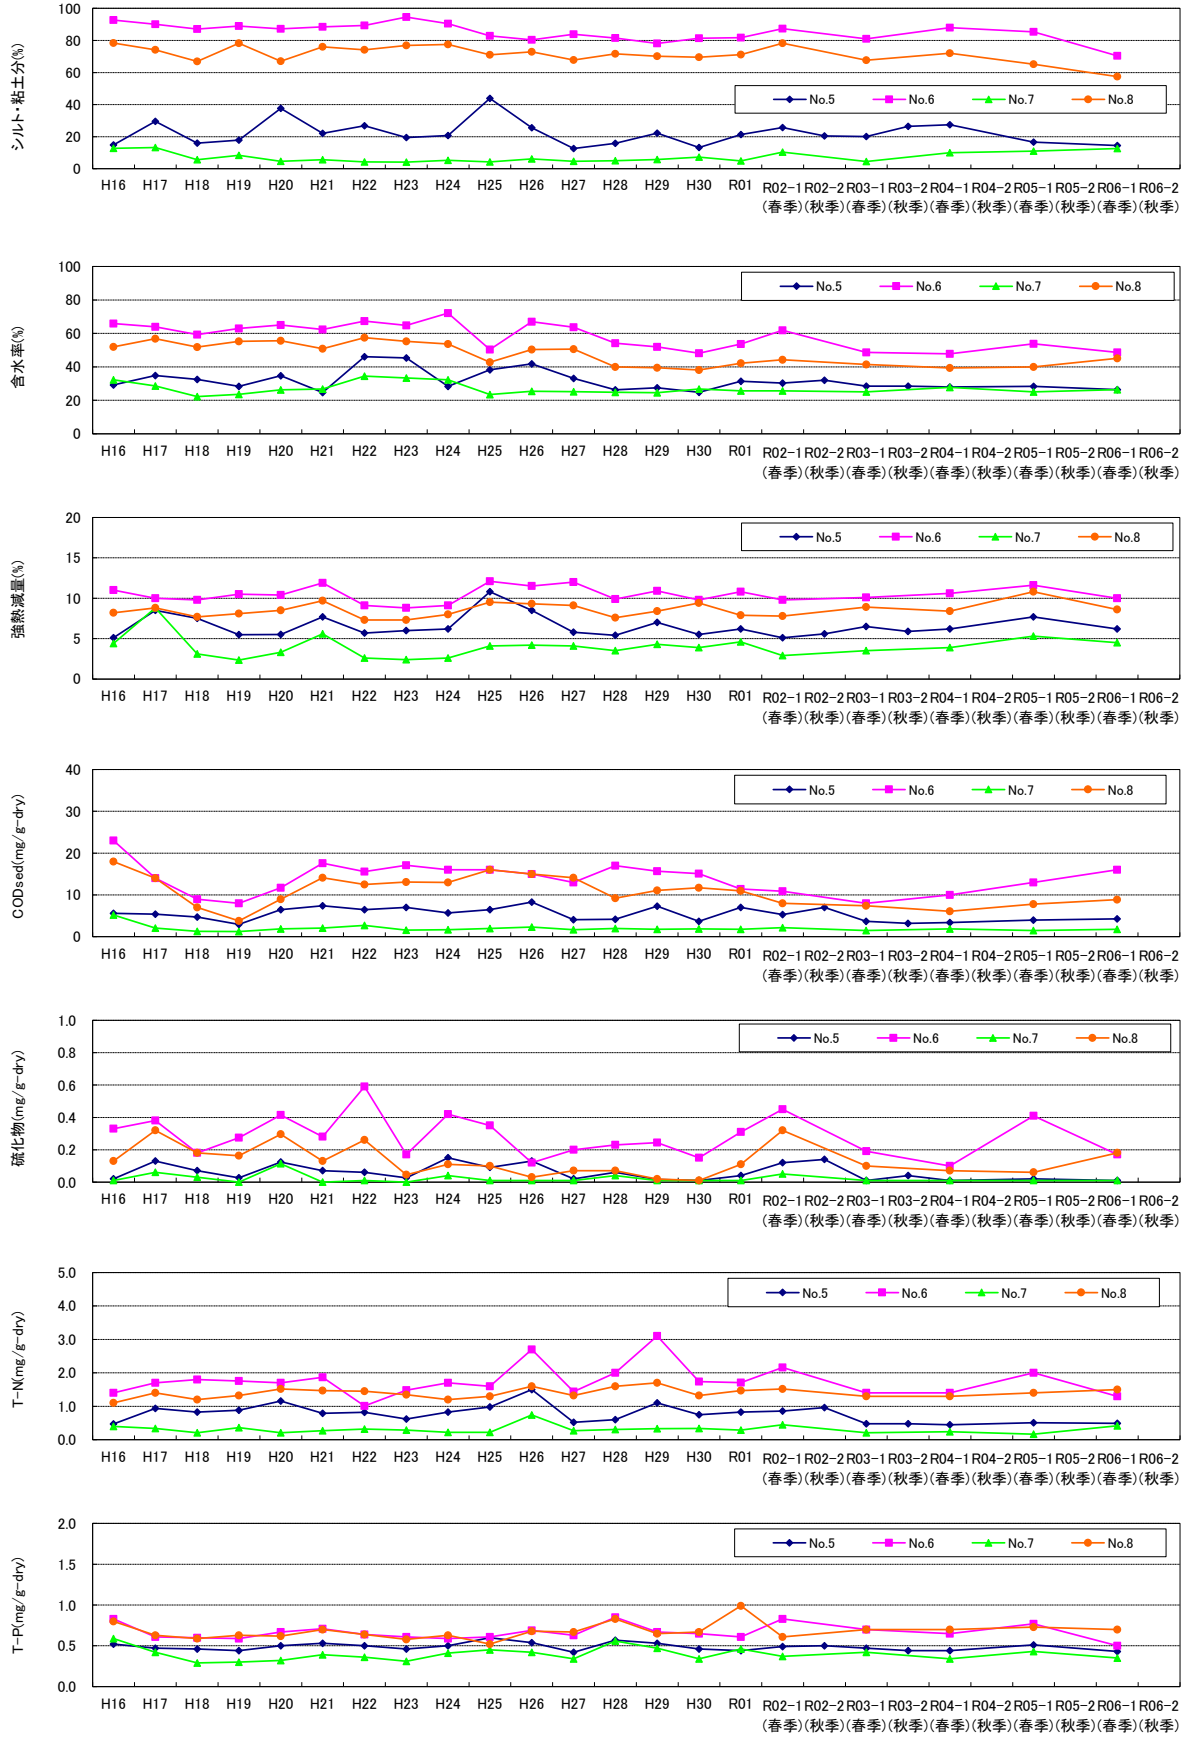 シルト・粘土分(%)
100
80
60
40
20
0
No.5 No.6 No.7 No.8
H16 H17 H18 H19 H20 H21 H22 H23 H24 H25 H26 H27 H28 H29 H30 R01 R02-1 R02-2 R03-1 R03-2 R04-1 R04-2 R05-1 R05-2 R06-1 R06-2
(春季)(秋季)(春季)(秋季)(春季)(秋季)(春季)(秋季)(春季)(秋季)
含水率(%)
100
80
60
40
20
0
No.5 No.6 No.7 No.8
H16 H17 H18 H19 H20 H21 H22 H23 H24 H25 H26 H27 H28 H29 H30 R01 R02-1 R02-2 R03-1 R03-2 R04-1 R04-2 R05-1 R05-2 R06-1 R06-2
(春季)(秋季)(春季)(秋季)(春季)(秋季)(春季)(秋季)(春季)(秋季)
強熱減量(%)
20
15
10
5
0
No.5 No.6 No.7 No.8
H16 H17 H18 H19 H20 H21 H22 H23 H24 H25 H26 H27 H28 H29 H30 R01 R02-1 R02-2 R03-1 R03-2 R04-1 R04-2 R05-1 R05-2 R06-1 R06-2
(春季)(秋季)(春季)(秋季)(春季)(秋季)(春季)(秋季)(春季)(秋季)
CODsed(mg/g-dry)
40
30
20
10
0
No.5 No.6 No.7 No.8
H16 H17 H18 H19 H20 H21 H22 H23 H24 H25 H26 H27 H28 H29 H30 R01 R02-1 R02-2 R03-1 R03-2 R04-1 R04-2 R05-1 R05-2 R06-1 R06-2
(春季)(秋季)(春季)(秋季)(春季)(秋季)(春季)(秋季)(春季)(秋季)
硫化物(mg/g-dry)
1.0
0.8
0.6
0.4
0.2
0.0
No.5 No.6 No.7 No.8
H16 H17 H18 H19 H20 H21 H22 H23 H24 H25 H26 H27 H28 H29 H30 R01 R02-1 R02-2 R03-1 R03-2 R04-1 R04-2 R05-1 R05-2 R06-1 R06-2
(春季)(秋季)(春季)(秋季)(春季)(秋季)(春季)(秋季)(春季)(秋季)
T-N(mg/g-dry)
5.0
4.0
3.0
2.0
1.0
0.0
No.5 No.6 No.7 No.8
H16 H17 H18 H19 H20 H21 H22 H23 H24 H25 H26 H27 H28 H29 H30 R01 R02-1 R02-2 R03-1 R03-2 R04-1 R04-2 R05-1 R05-2 R06-1 R06-2
(春季)(秋季)(春季)(秋季)(春季)(秋季)(春季)(秋季)(春季)(秋季)
T-P(mg/g-dry)
2.0
1.5
1.0
0.5
0.0
No.5 No.6 No.7 No.8
H16 H17 H18 H19 H20 H21 H22 H23 H24 H25 H26 H27 H28 H29 H30 R01 R02-1 R02-2 R03-1 R03-2 R04-1 R04-2 R05-1 R05-2 R06-1 R06-2
(春季)(秋季)(春季)(秋季)(春季)(秋季)(春季)(秋季)(春季)(秋季)